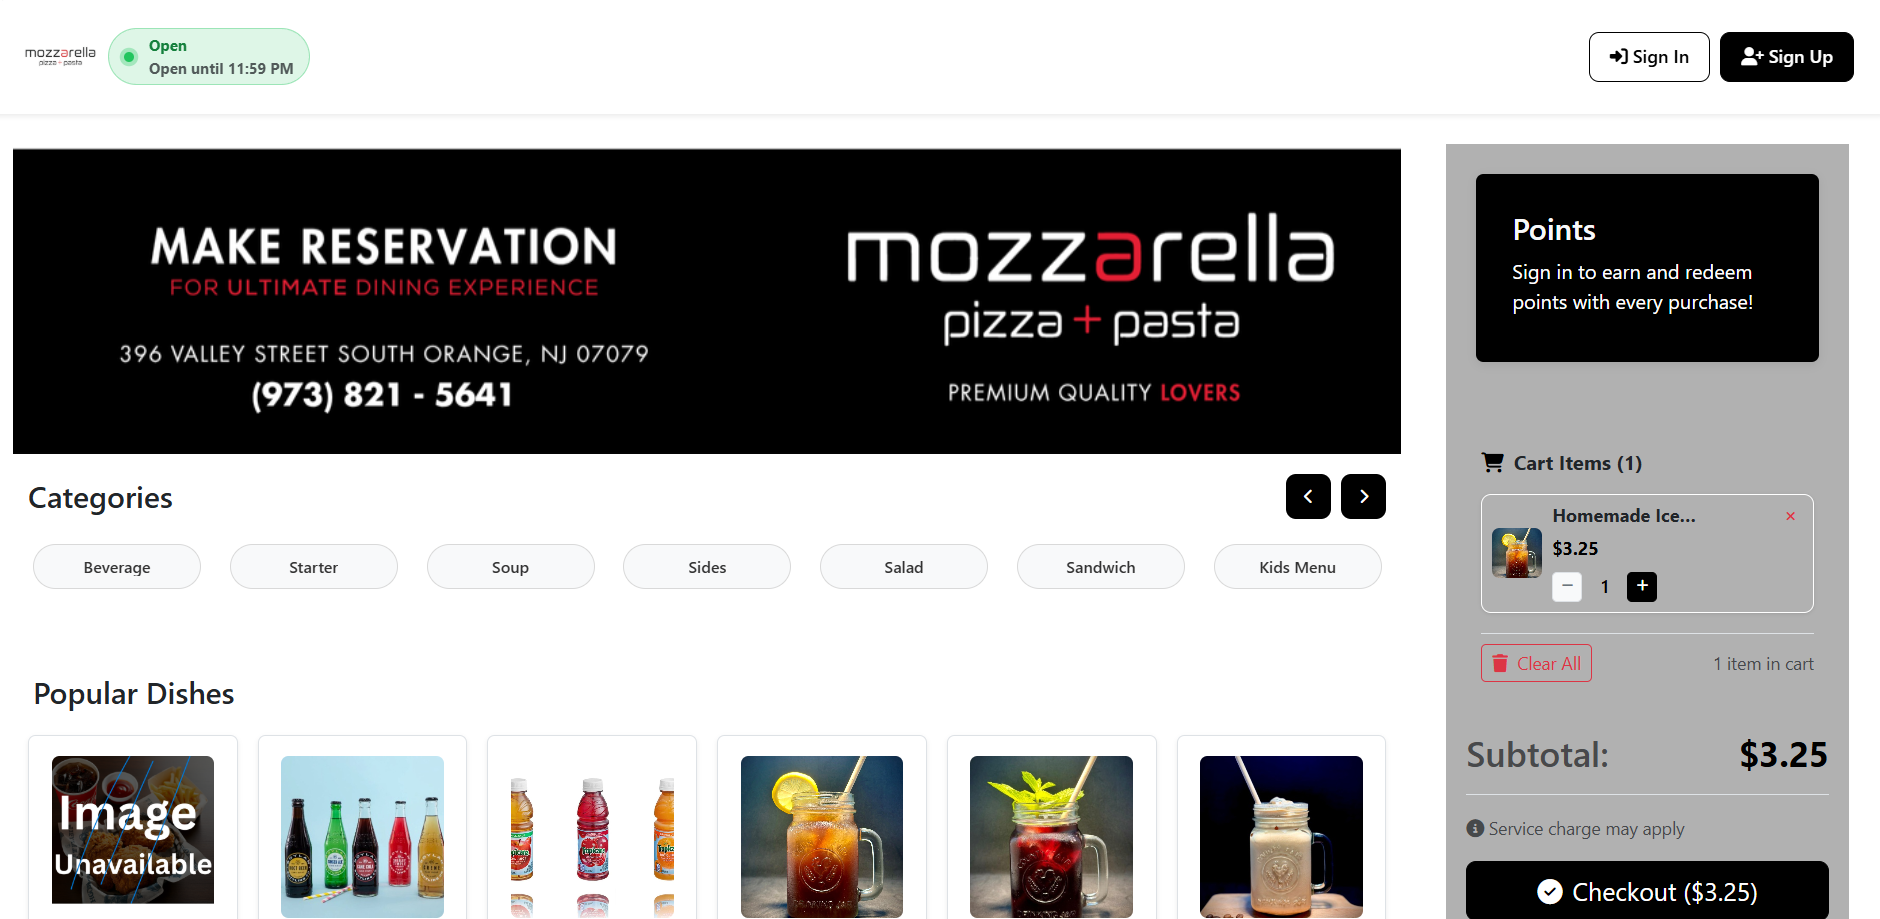 mozzarella
pizza + pasta
Open
Open until 11:59 PM
Sign In
Sign Up
MAKE RESERVATION
FOR ULTIMATE DINING EXPERIENCE
396 VALLEY STREET SOUTH ORANGE, NJ 07079
(973) 821 - 5641
mozzarella
pizza + pasta
PREMIUM QUALITY LOVERS
Points
Sign in to earn and redeem
points with every purchase!
Categories
Beverage
Starter
Soup
Sides
Salad
Sandwich
Kids Menu
Cart Items (1)
Homemade Ice...
$3.25
1
Clear All
1 item in cart
Popular Dishes
Image
Unavailable
Subtotal:
$3.25
Service charge may apply
Checkout ($3.25)